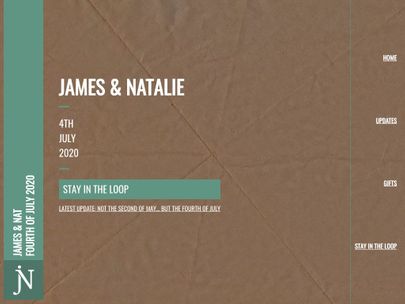 JAMES & NATALIE
4TH
JULY
2020
STAY IN THE LOOP
LATEST UPDATE: NOT THE SECOND OF MAY... BUT THE FOURTH OF JULY
JAMES & NAT
FOURTH OF JULY 2020
JN
HOME
UPDATES
GIFTS
STAY IN THE LOOP